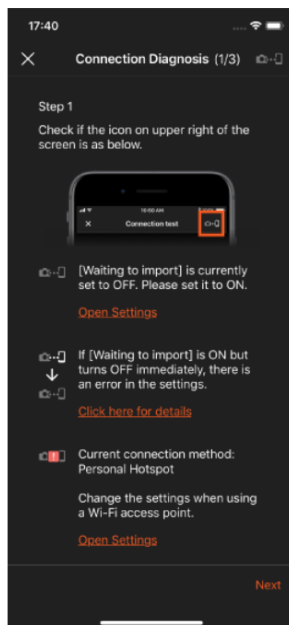 17:40
Connection Diagnosis (1/3)
Step 1
Check if the icon on upper right of the
screen is as below.
10:00 AM
Connection test
[Waiting to import] is currently
set to OFF. Please set it to ON.
Open Settings
If [Waiting to import] is ON but
turns OFF immediately, there is
an error in the settings.
Click here for details
Current connection method:
Personal Hotspot
Change the settings when using
a Wi-Fi access point.
Open Settings
Next